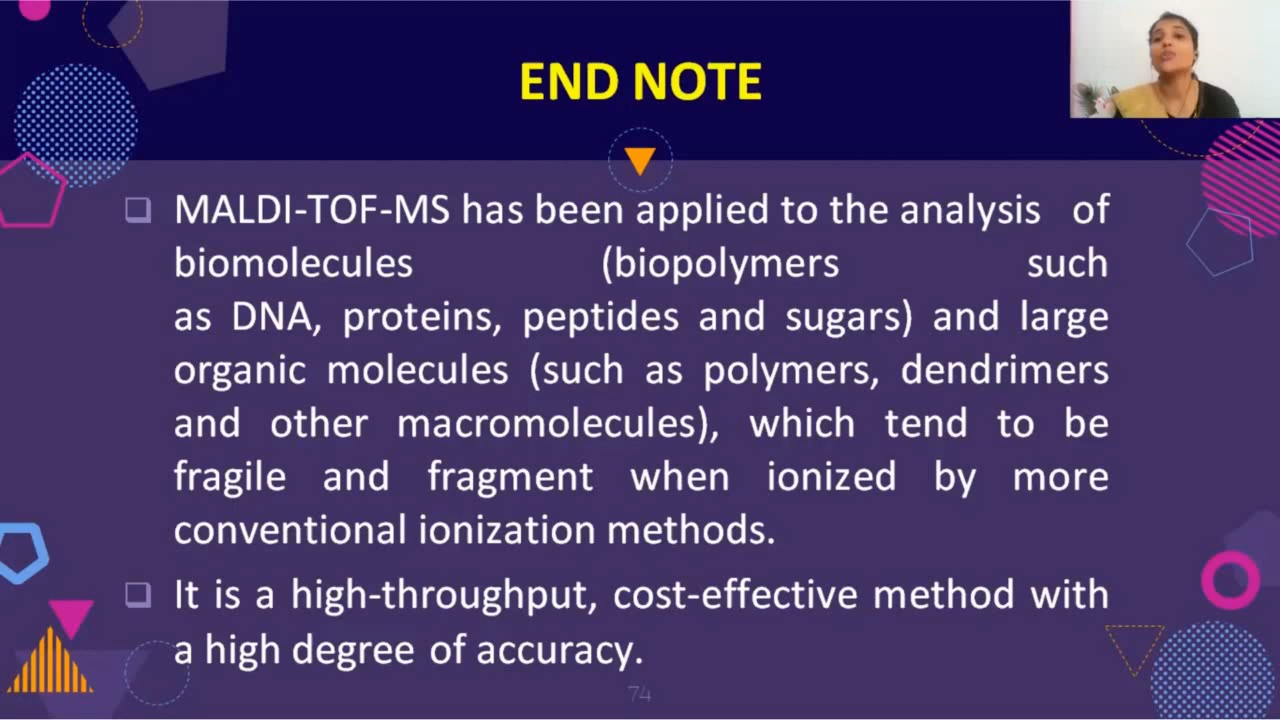 END NOTE
MALDI-TOF-MS has been applied to the analysis of
biomolecules (biopolymers such
as DNA, proteins, peptides and sugars) and large
organic molecules (such as polymers, dendrimers
and other macromolecules), which tend to be
fragile and fragment when ionized by more
conventional ionization methods.
It is a high-throughput, cost-effective method with
a high degree of accuracy.
74